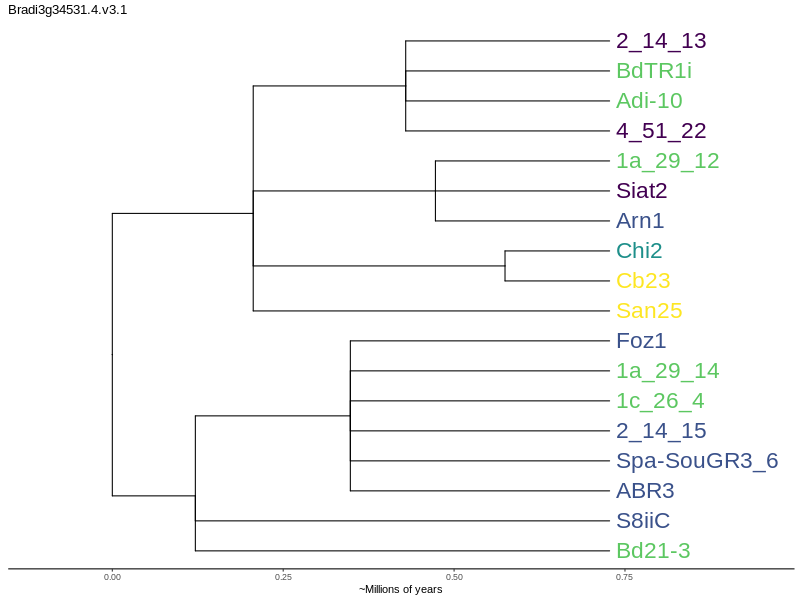 Bradi3g34531.4.v3.1
2_14_13
BdTR1i
Adi-10
4_51_22
1a_29_12
Siat2
Arn1
Chi2
Cb23
San25
Foz1
1a_29_14
1c_26_4
2_14_15
Spa-SouGR3_6
ABR3
S8iiC
Bd21-3
0.00 0.25 0.50 0.75
~Millions of years